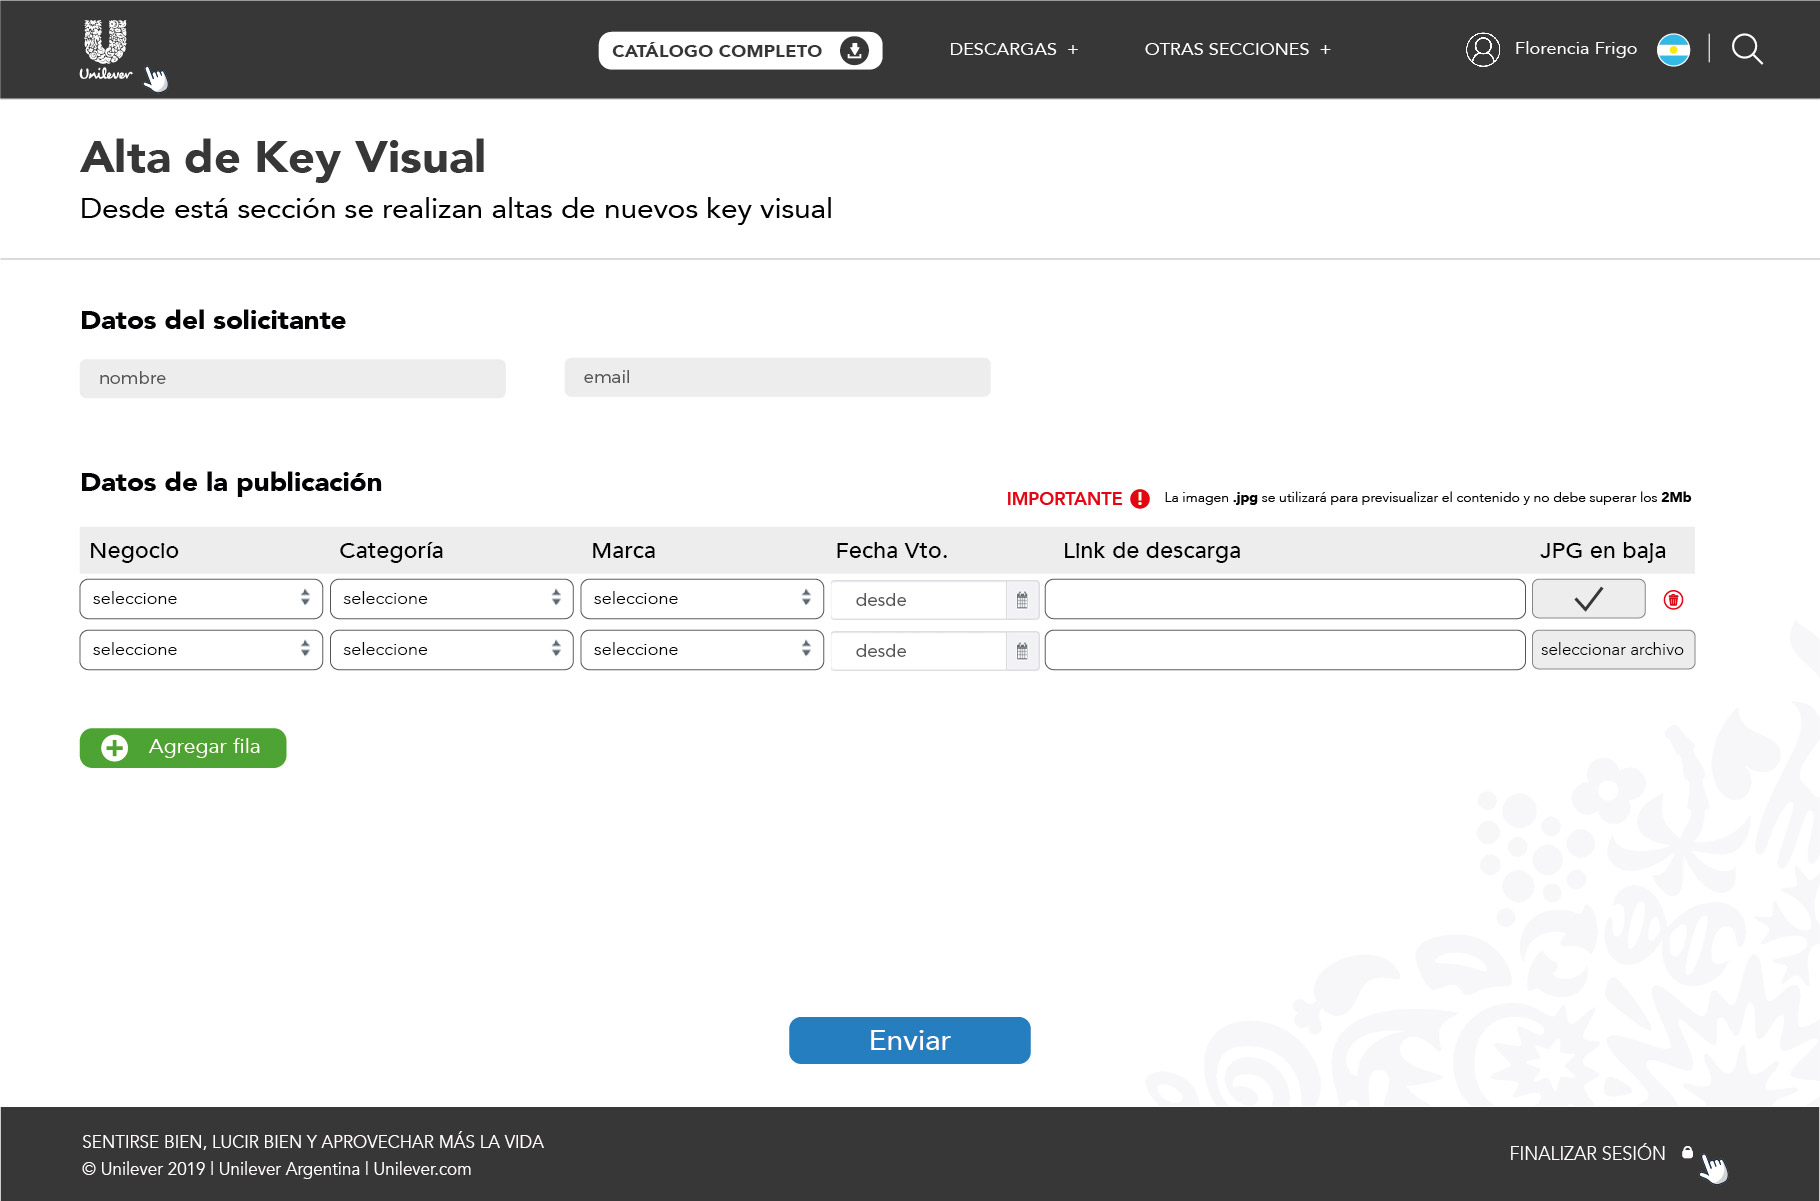 Unilever
CATÁLOGO COMPLETO
DESCARGAS +
OTRAS SECCIONES +
Florencia Frigo
Alta de Key Visual
Desde está sección se realizan altas de nuevos key visual
Datos del solicitante
nombre
email
Datos de la publicación
IMPORTANTE ! La imagen .jpg se utilizará para previsualizar el contenido y no debe superar los 2Mb
Negocio Categoría Marca Fecha Vto. Link de descarga JPG en baja
seleccione seleccione seleccione desde
seleccione seleccione seleccione desde seleccionar archivo
Agregar fila
Enviar
SENTIRSE BIEN, LUCIR BIEN Y APROVECHAR MÁS LA VIDA
© Unilever 2019 | Unilever Argentina | Unilever.com
FINALIZAR SESIÓN